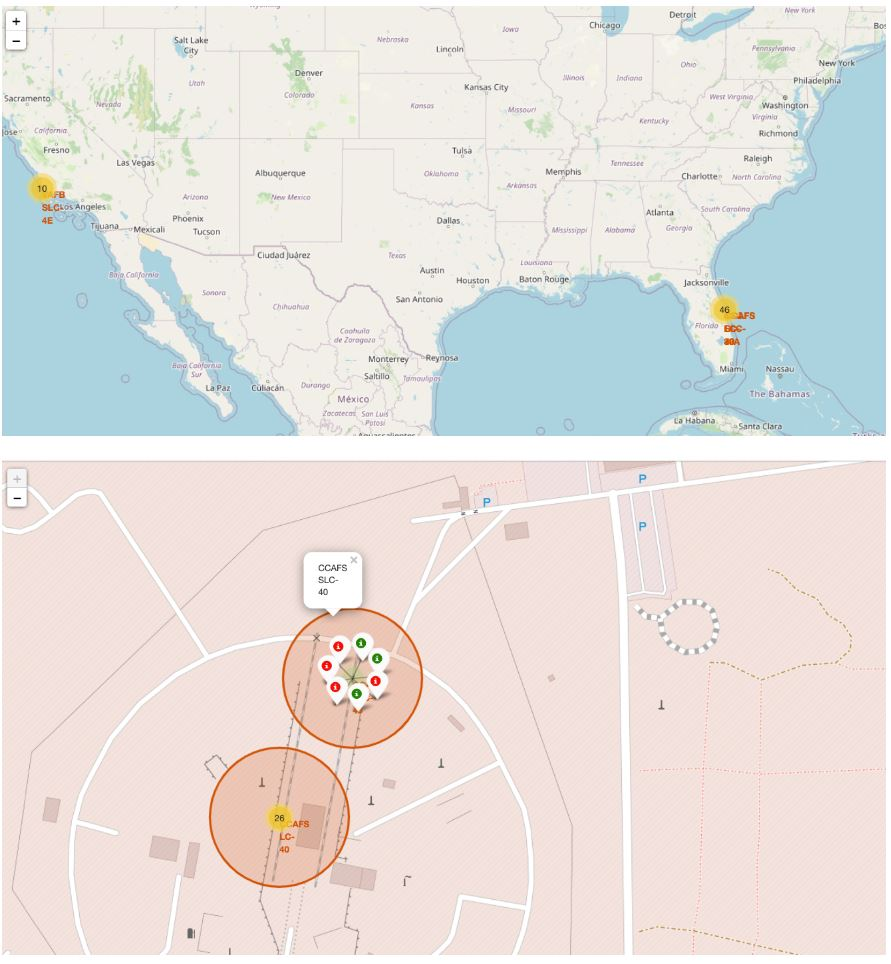 Wyoming
+
−
Salt Lake
City
Nebraska
Iowa
Chicago
Detroit
New York
Lincoln
Pennsylvania
Utah
Denver
Colorado
Illinois
Indiana
Ohio
New York
Philadelphia
Sacramento
Nevada
Kansas City
Kansas
Missouri
West Virginia
Washington
Jose
California
Virginia
Richmond
Kentucky
Fresno
Las Vegas
Tulsa
Raleigh
Tennessee
Albuquerque
Oklahoma
Memphis
Charlotte
North Carolina
10
Arizona
New Mexico
Arkansas
SLC-
4E
Los Angeles
Phoenix
Atlanta
South Carolina
Tijuana
Mexicali
Tucson
Dallas
Mississippi
Alabama
Georgia
Ciudad Juárez
Texas
Louisiana
Baja California
Austin
Houston
Baton Rouge
Jacksonville
Sonora
San Antonio
Chihuahua
46
Florida
Coahuila
de Zaragoza
Baja California
Sur
Monterrey
Reynosa
Miami
Nassau
Saltillo
Tamaulipas
La Paz
Culiacán
Durango
The Bahamas
México
Zacatecas
San Luis
Potosí
La Habana
Santa Clara
Aguascalientes
+
−
P
P
P
CCAFS
SLC-
40
×
26
CCAFS
LC-
40